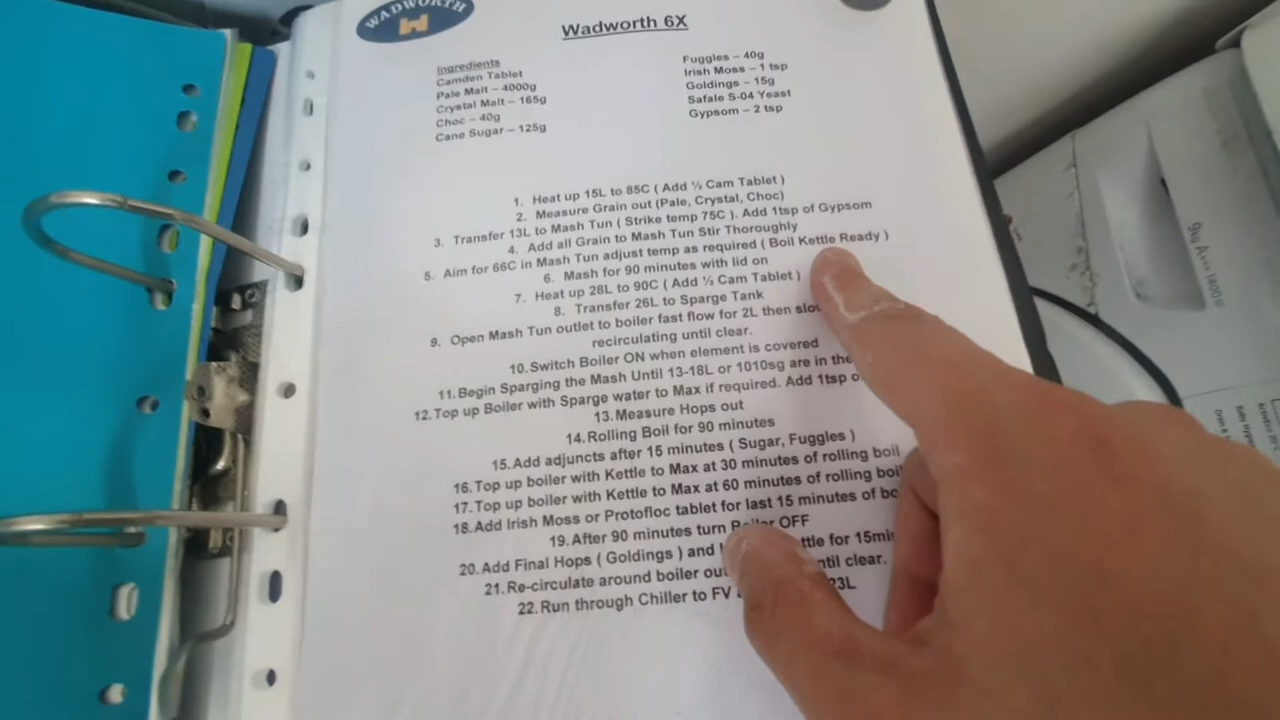 WADWORTH
Wadworth 6X
Ingredients
Camden Tablet
Pale Malt – 4000g
Crystal Malt – 165g
Choc – 40g
Cane Sugar – 125g
Fuggles – 40g
Irish Moss – 1 tsp
Goldings – 15g
Safale S-04 Yeast
Gypsom – 2 tsp
1. Heat up 15L to 85C ( Add ½ Cam Tablet )
2. Measure Grain out (Pale, Crystal, Choc)
3. Transfer 13L to Mash Tun ( Strike temp 75C ). Add 1tsp of Gypsom
4. Add all Grain to Mash Tun Stir Thoroughly
5. Aim for 66C in Mash Tun adjust temp as required ( Boil Kettle Ready )
6. Mash for 90 minutes with lid on
7. Heat up 28L to 90C ( Add ½ Cam Tablet )
8. Transfer 26L to Sparge Tank
9. Open Mash Tun outlet to boiler fast flow for 2L then
recirculating until clear.
10. Switch Boiler ON when element is covered
11. Begin Sparging the Mash Until 13-18L or 1010sg are in the
12. Top up Boiler with Sparge water to Max if required. Add 1tsp
13. Measure Hops out
14. Rolling Boil for 90 minutes
15. Add adjuncts after 15 minutes ( Sugar, Fuggles )
16. Top up boiler with Kettle to Max at 30 minutes of rolling boil
17. Top up boiler with Kettle to Max at 60 minutes of rolling boil
18. Add Irish Moss or Protofloc tablet for last 15 minutes of
19. After 90 minutes turn Boiler OFF
20. Add Final Hops ( Goldings ) and for
21. Re-circulate around boiler clear.
22. Run through Chiller to FV 23L
9kg A+++ 1400